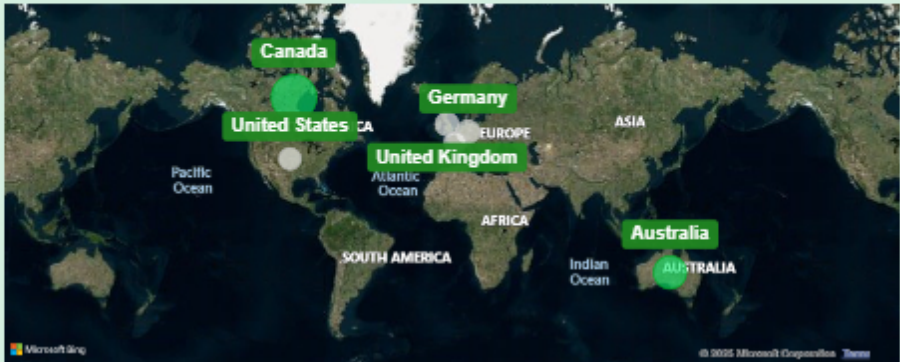 Canada
Germany
United States
CA
EUROPE
ASIA
United Kingdom
Pacific
Ocean
Atlantic
Ocean
AFRICA
Australia
SOUTH AMERICA
Indian
Ocean
AUSTRALIA
Microsoft Bing
© 2025 Microsoft Corporation Terms